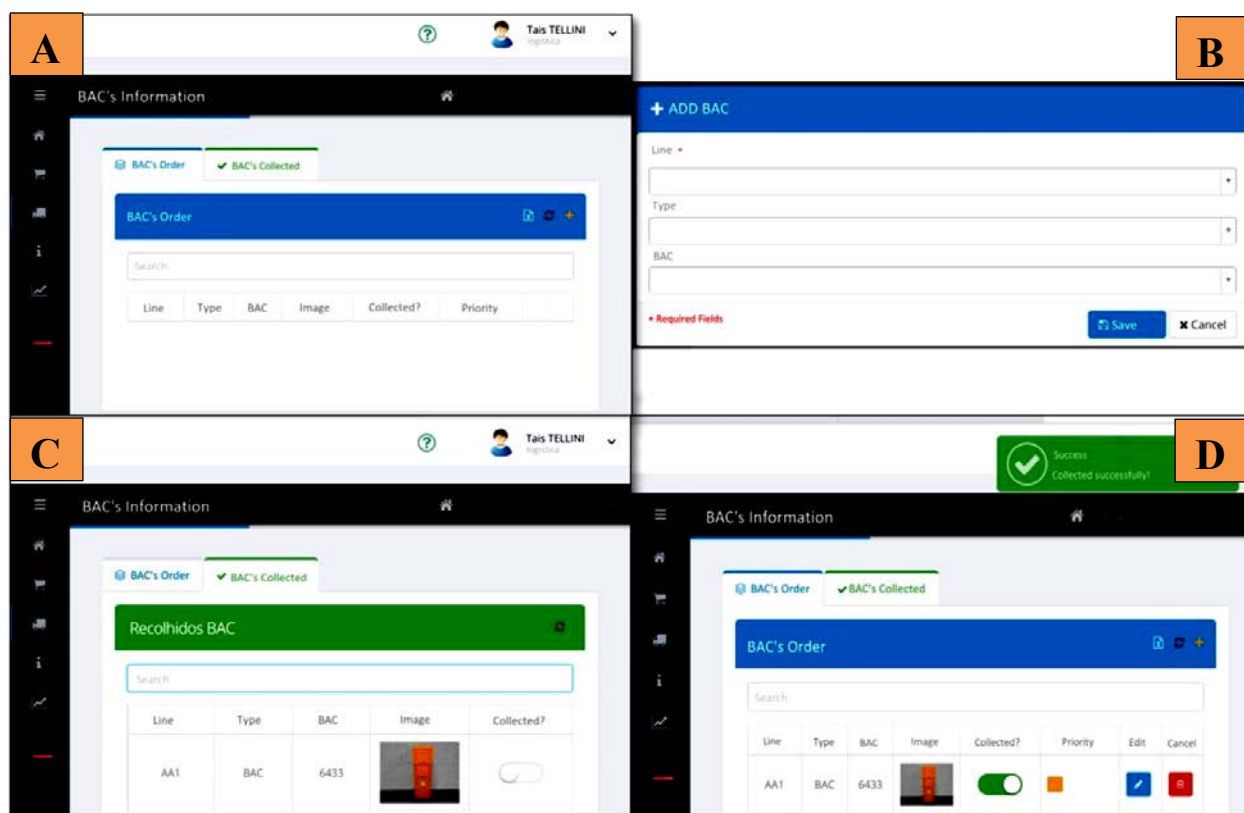 A
Tais TELLINI
logística
BAC's Information
BAC's Order
BAC's Collected
BAC's Order
Search
Line Type BAC Image Collected? Priority
B
+ ADD BAC
Line *
Type
BAC
* Required Fields
Save
Cancel
C
Tais TELLINI
logística
BAC's Information
BAC's Order
BAC's Collected
Recolhidos BAC
Search
Line Type BAC Image Collected?
AA1 BAC 6433
D
Success
Collected successfully!
BAC's Information
BAC's Order
BAC's Collected
BAC's Order
Search
Line Type BAC Image Collected? Priority Edit Cancel
AA1 BAC 6433